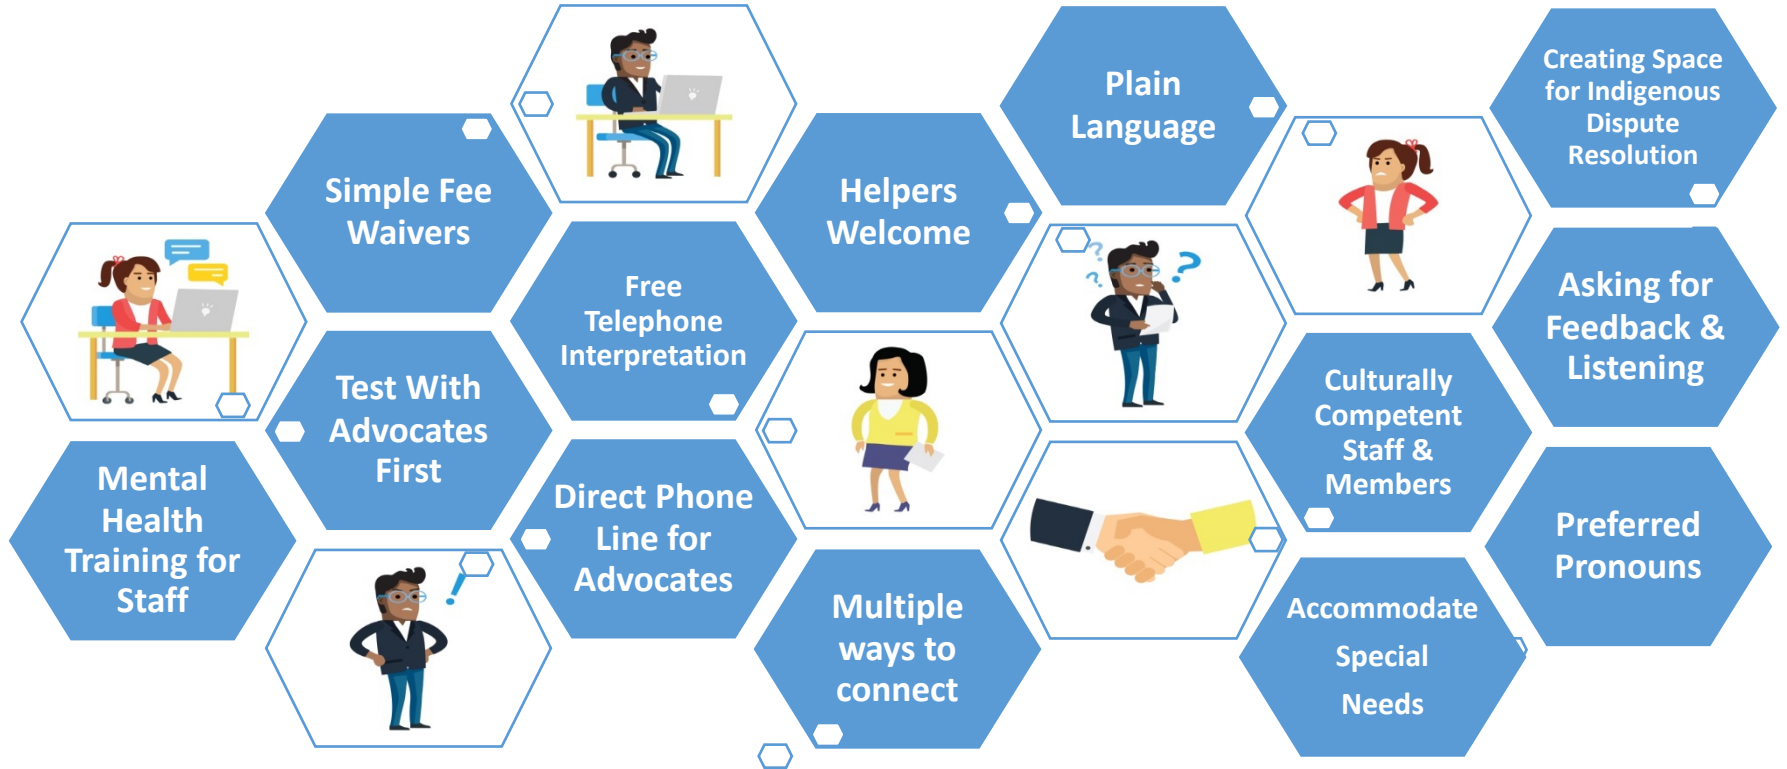 Simple Fee
Waivers
Helpers
Welcome
Plain
Language
Creating Space
for Indigenous
Dispute
Resolution
Free
Telephone
Interpretation
Asking for
Feedback &
Listening
Test With
Advocates
First
Culturally
Competent
Staff &
Members
Mental
Health
Training for
Staff
Direct Phone
Line for
Advocates
Preferred
Pronouns
Multiple
ways to
connect
Accommodate
Special
Needs